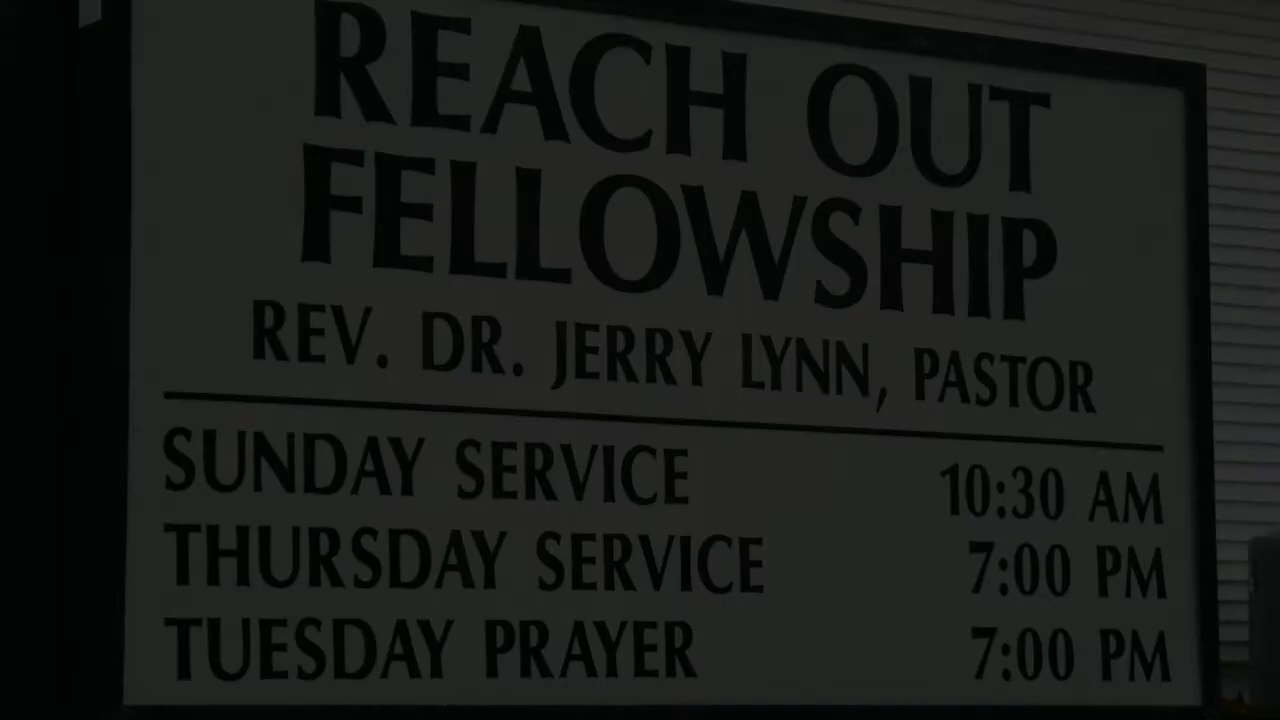 REACH OUT
FELLOWSHIP
REV. DR. JERRY LYNN, PASTOR
SUNDAY SERVICE 10:30 AM
THURSDAY SERVICE 7:00 PM
TUESDAY PRAYER 7:00 PM